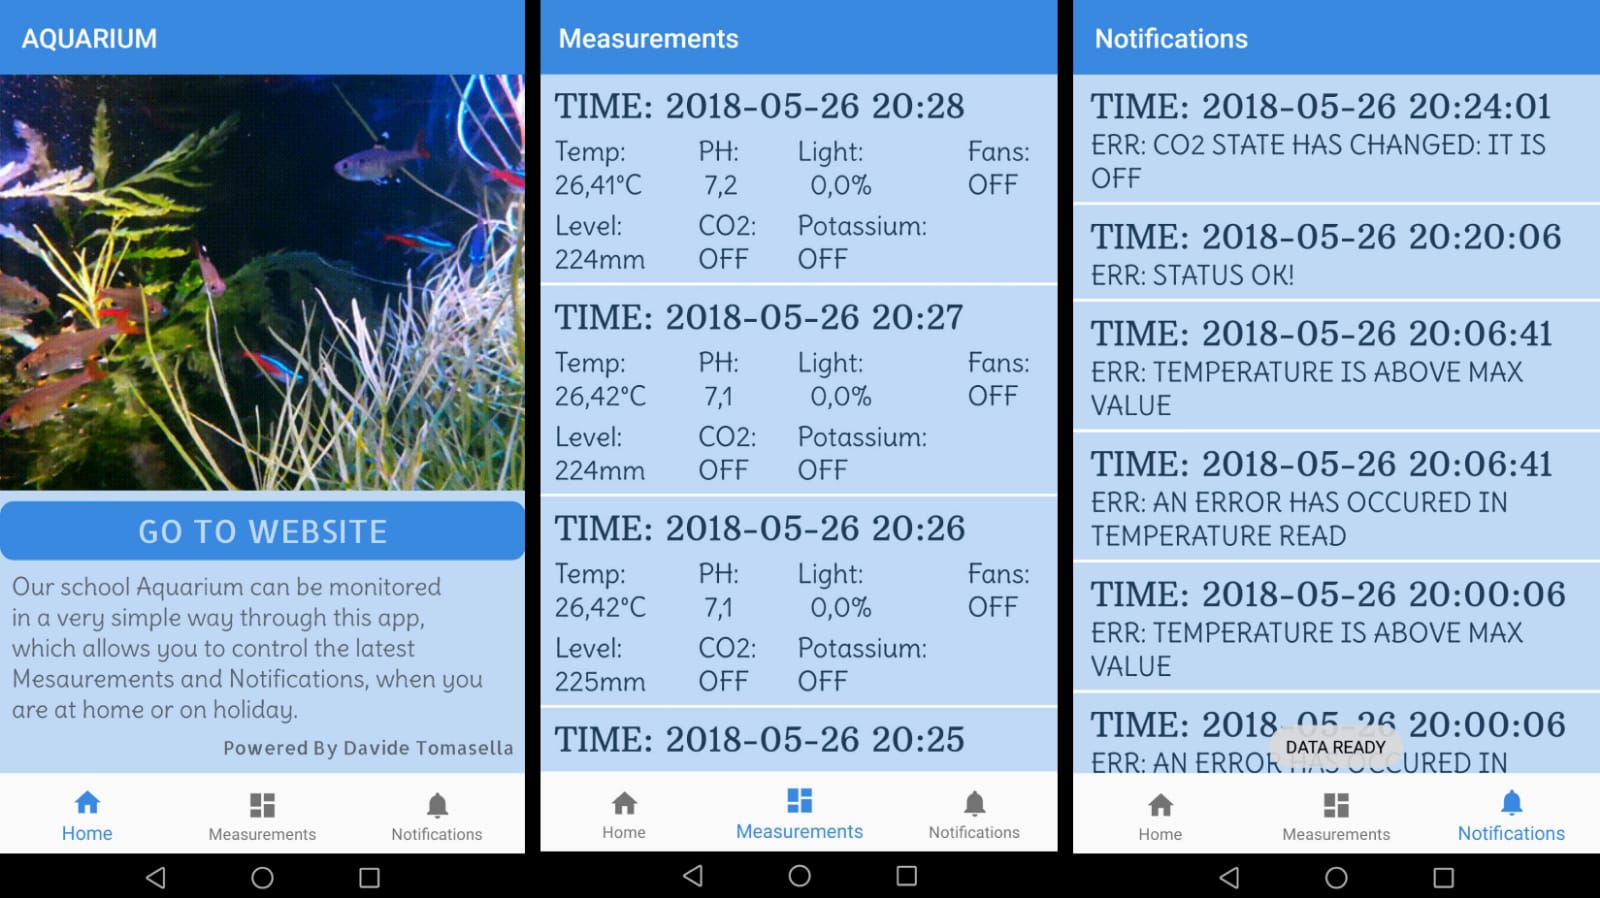 AQUARIUM
GO TO WEBSITE
Our school Aquarium can be monitored
in a very simple way through this app,
which allows you to control the latest
Mesaurements and Notifications, when you
are at home or on holiday.
Powered By Davide Tomasella
Home Measurements Notifications
Measurements
TIME: 2018-05-26 20:28
Temp: PH: Light: Fans:
26,41°C 7,2 0,0% OFF
Level: CO2: Potassium:
224mm OFF OFF
TIME: 2018-05-26 20:27
Temp: PH: Light: Fans:
26,42°C 7,1 0,0% OFF
Level: CO2: Potassium:
224mm OFF OFF
TIME: 2018-05-26 20:26
Temp: PH: Light: Fans:
26,42°C 7,1 0,0% OFF
Level: CO2: Potassium:
225mm OFF OFF
TIME: 2018-05-26 20:25
Home Measurements Notifications
Notifications
TIME: 2018-05-26 20:24:01
ERR: CO2 STATE HAS CHANGED: IT IS
OFF
TIME: 2018-05-26 20:20:06
ERR: STATUS OK!
TIME: 2018-05-26 20:06:41
ERR: TEMPERATURE IS ABOVE MAX
VALUE
TIME: 2018-05-26 20:06:41
ERR: AN ERROR HAS OCCURED IN
TEMPERATURE READ
TIME: 2018-05-26 20:00:06
ERR: TEMPERATURE IS ABOVE MAX
VALUE
TIME: 2018-05-26 20:00:06
DATA READY
ERR: AN ERROR HAS OCCURED IN
Home Measurements Notifications